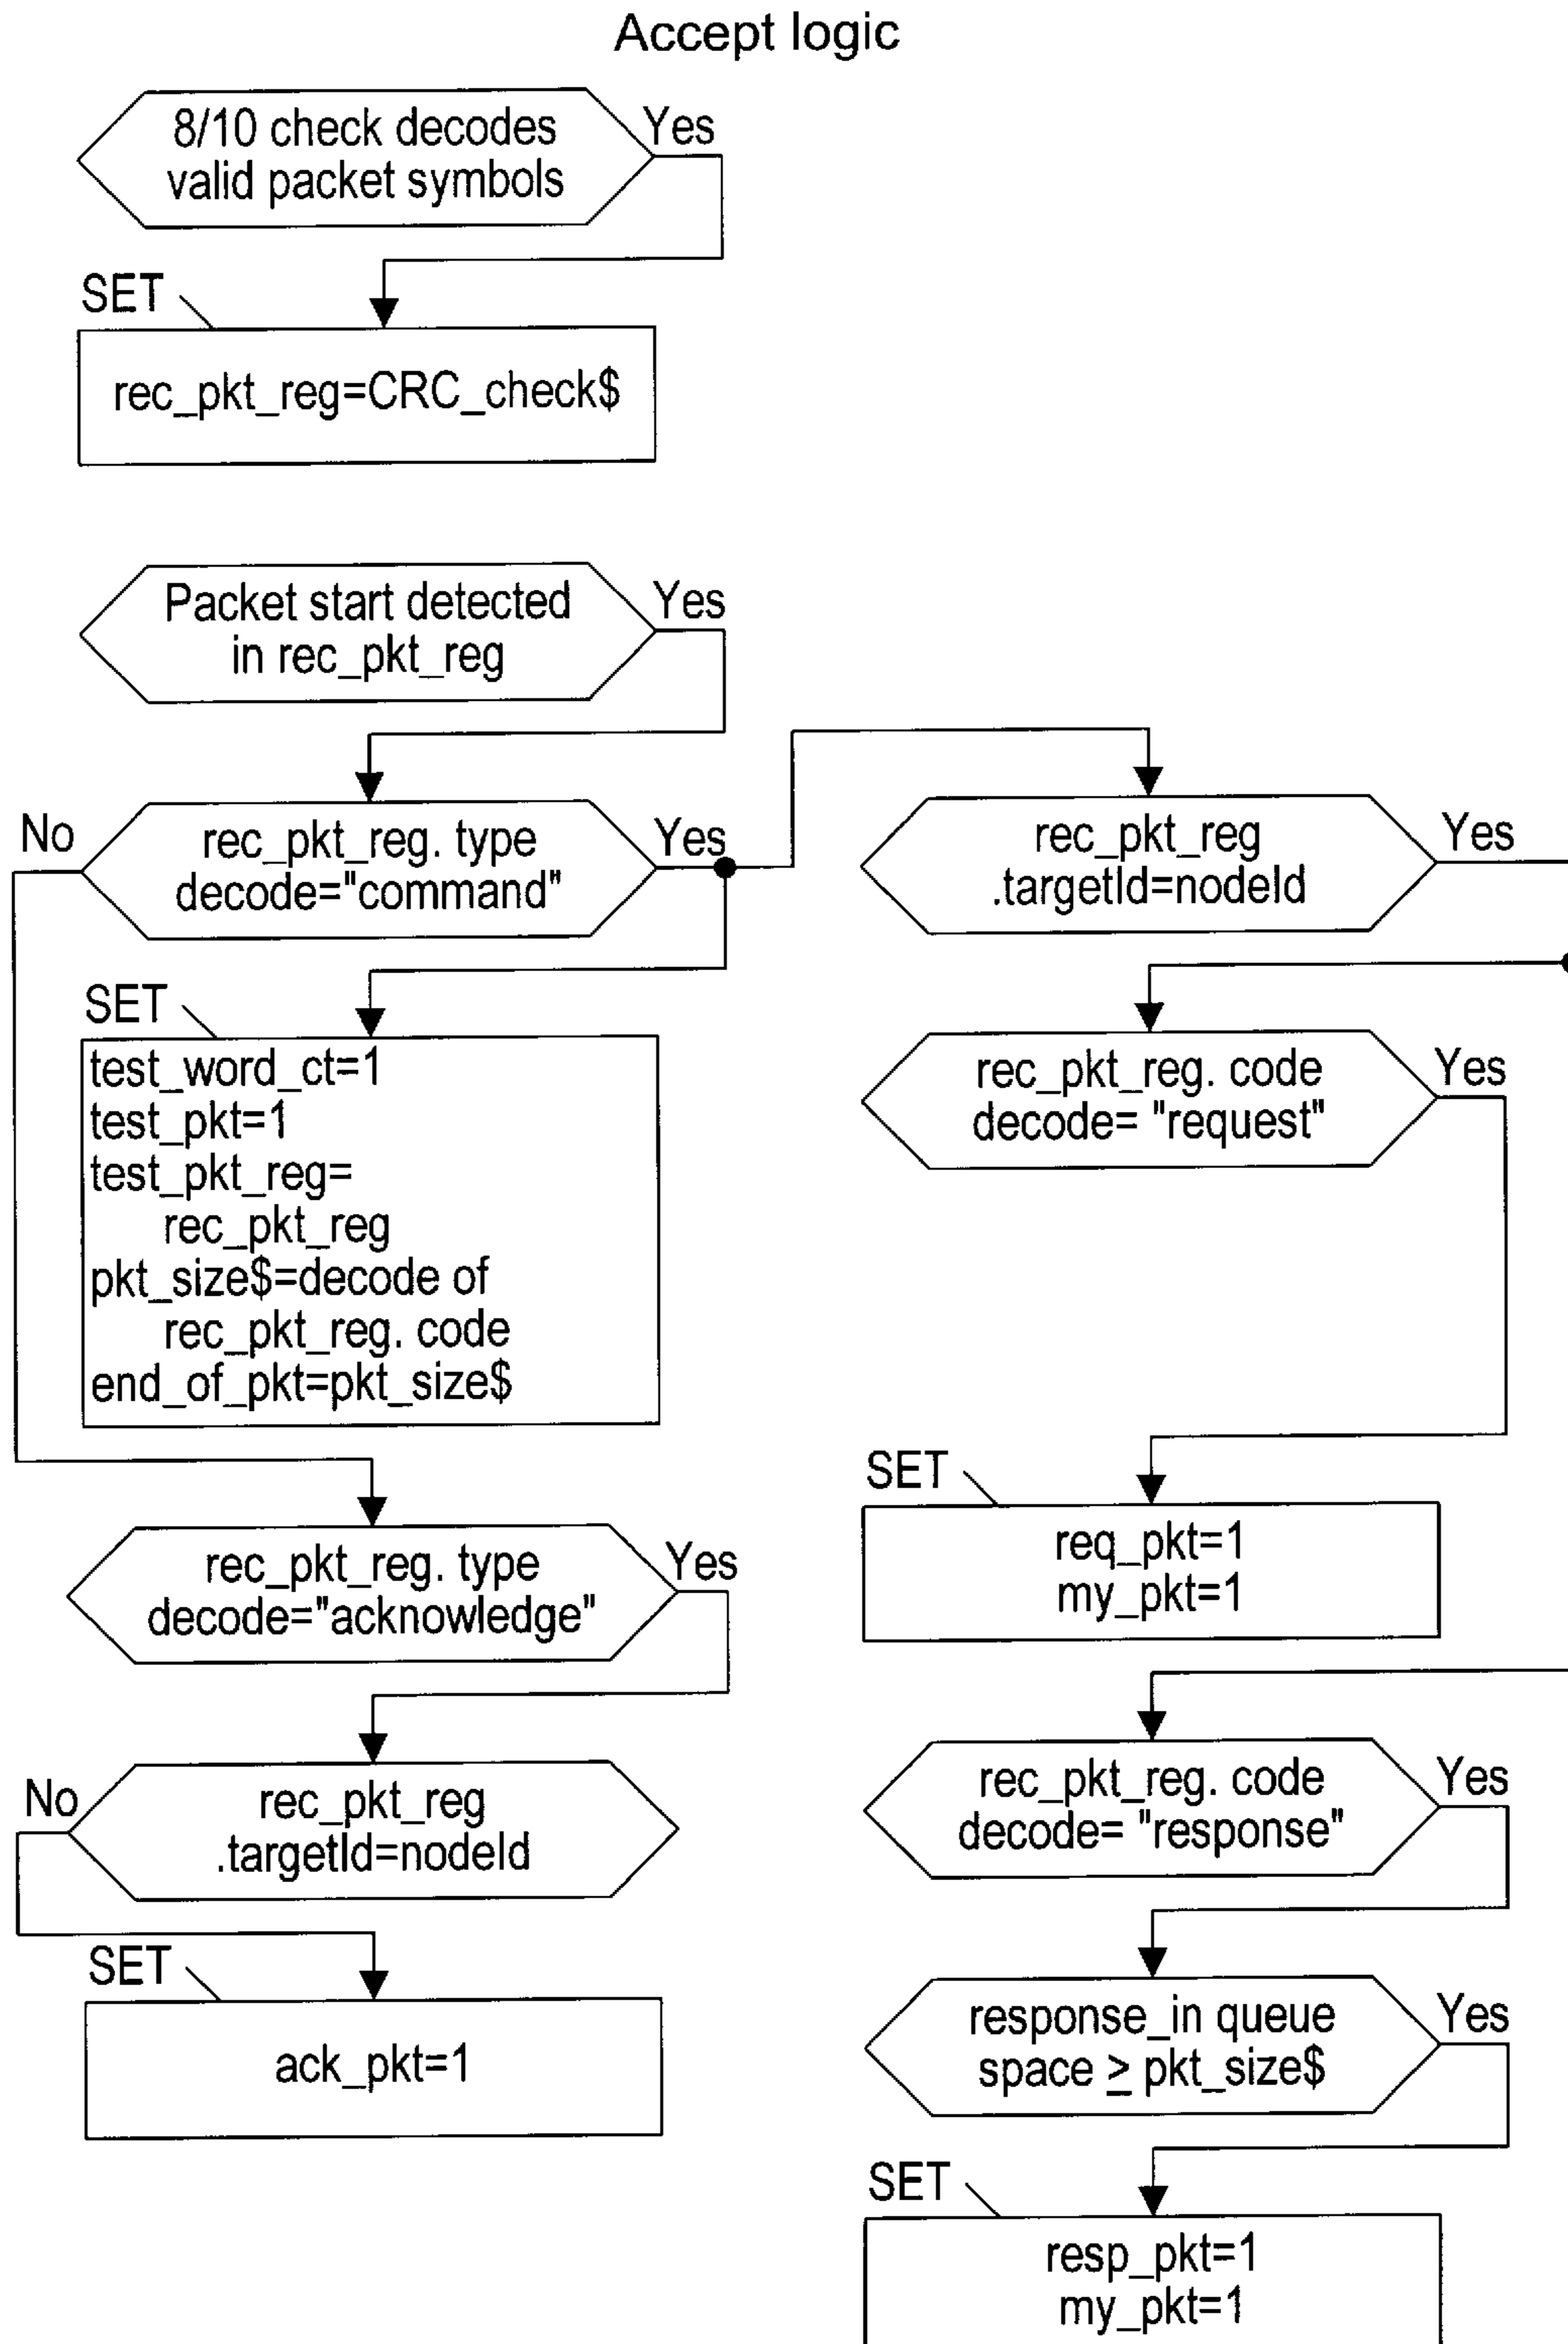 Accept logic
8/10 check decodes
valid packet symbols
Yes
SET
rec_pkt_reg=CRC_check$
Packet start detected
in rec_pkt_reg
Yes
No
rec_pkt_reg. type
decode="command"
Yes
SET
test_word_ct=1
test_pkt=1
test_pkt_reg=
rec_pkt_reg
pkt_size$=decode of
rec_pkt_reg. code
end_of_pkt=pkt_size$
rec_pkt_reg. type
decode="acknowledge"
Yes
No
rec_pkt_reg
.targetId=nodeId
SET
ack_pkt=1
rec_pkt_reg
.targetId=nodeId
Yes
rec_pkt_reg. code
decode= "request"
Yes
SET
req_pkt=1
my_pkt=1
rec_pkt_reg. code
decode= "response"
Yes
response_in queue
space ≥ pkt_size$
Yes
SET
resp_pkt=1
my_pkt=1